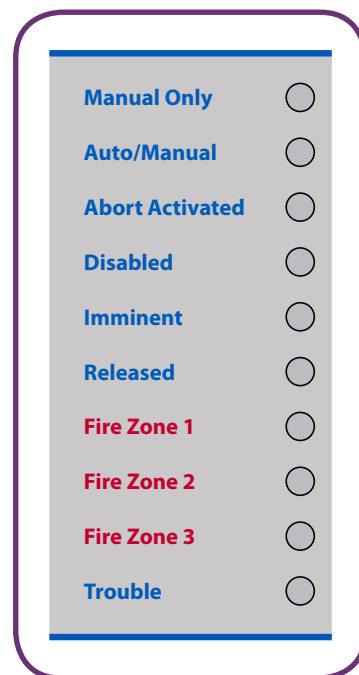 Manual Only
Auto/Manual
Abort Activated
Disabled
Imminent
Released
Fire Zone 1
Fire Zone 2
Fire Zone 3
Trouble